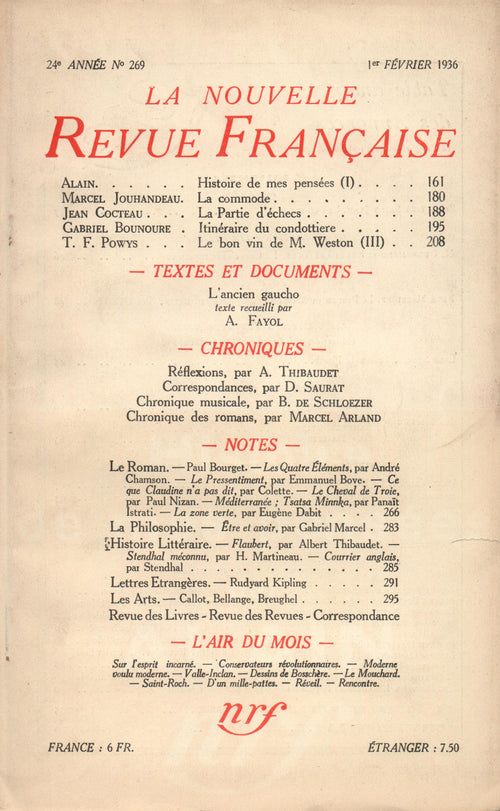 24e ANNÉE No 269 1er FÉVRIER 1936
LA NOUVELLE
REVUE FRANÇAISE
ALAIN. . . . . . Histoire de mes pensées (I). . . . 161
MARCEL JOUHANDEAU. La commode . . . . . . . . . 180
JEAN COCTEAU . . . La Partie d'échecs . . . . . . . . 188
GABRIEL BOUNOURE . Itinéraire du condottiere . . . . . 195
T. F. POWYS . . . Le bon vin de M. Weston (III) . . 208
— TEXTES ET DOCUMENTS —
L'ancien gaucho
texte recueilli par
A. FAYOL
— CHRONIQUES —
Réflexions, par A. THIBAUDET
Correspondances, par D. SAURAT
Chronique musicale, par B. DE SCHLOEZER
Chronique des romans, par MARCEL ARLAND
— NOTES —
Le Roman. — Paul Bourget. — Les Quatre Éléments, par André
Chamson. — Le Pressentiment, par Emmanuel Bove. — Ce
que Claudine n'a pas dit, par Colette. — Le Cheval de Troie,
par Paul Nizan. — Méditerranée ; Tsatsa Minnka, par Panaït
Istrati. — La zone verte, par Eugène Dabit . . . . 266
La Philosophie. — Être et avoir, par Gabriel Marcel . 283
Histoire Littéraire. — Flaubert, par Albert Thibaudet. —
Stendhal méconnu, par H. Martineau. — Courrier anglais,
par Stendhal . . . . . . . . . . . . . . . 285
Lettres Etrangères. — Rudyard Kipling . . . . . . 291
Les Arts. — Callot, Bellange, Breughel . . . . . . 295
Revue des Livres - Revue des Revues - Correspondance
— L'AIR DU MOIS —
Sur l'esprit incarné. — Conservateurs révolutionnaires. — Moderne
voulu moderne. — Valle-Inclan. — Dessins de Bosschère. — Le Mouchard.
— Saint-Roch. — D'un mille-pattes. — Réveil. — Rencontre.
nrf
FRANCE : 6 FR. ÉTRANGER : 7.50